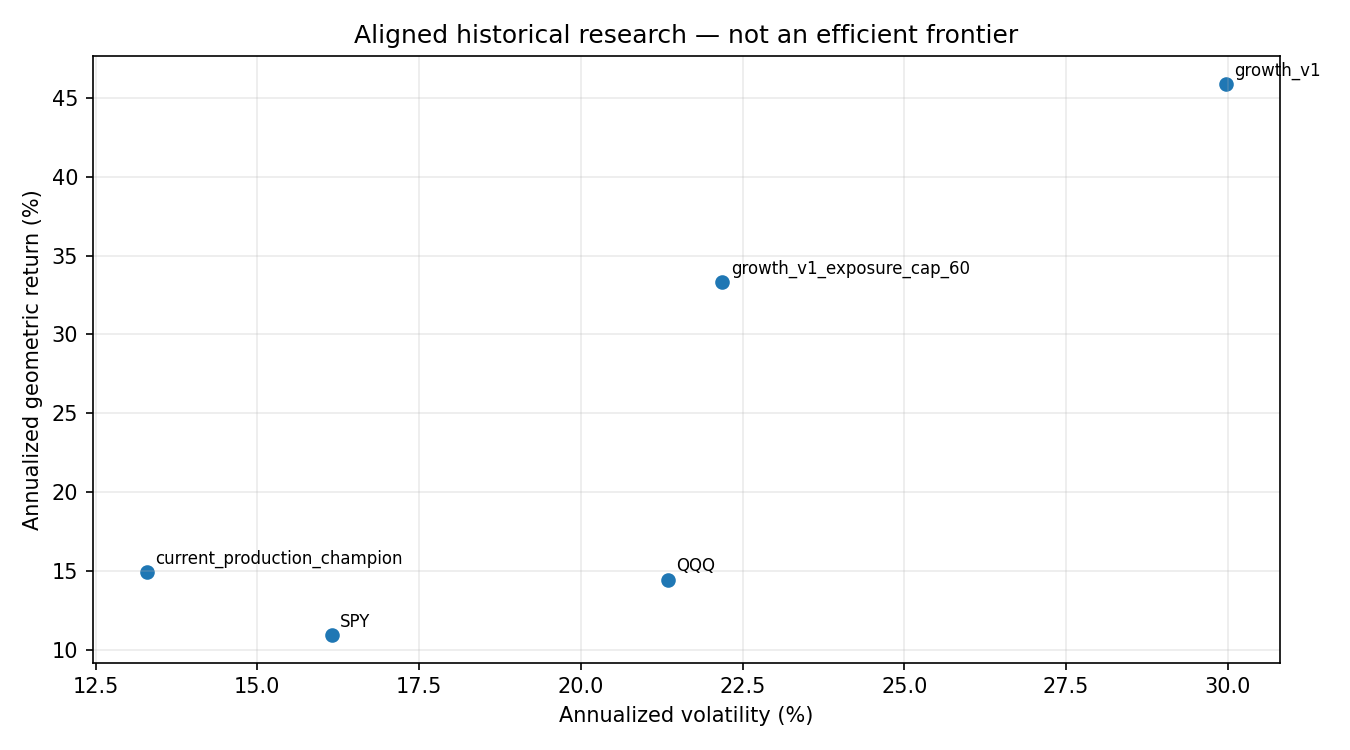 Aligned historical research — not an efficient frontier
growth_v1
45
40
growth_v1_exposure_cap_60
35
30
25
20
current_production_champion
QQQ
15
SPY
10
Annualized geometric return (%)
12.5 15.0 17.5 20.0 22.5 25.0 27.5 30.0
Annualized volatility (%)